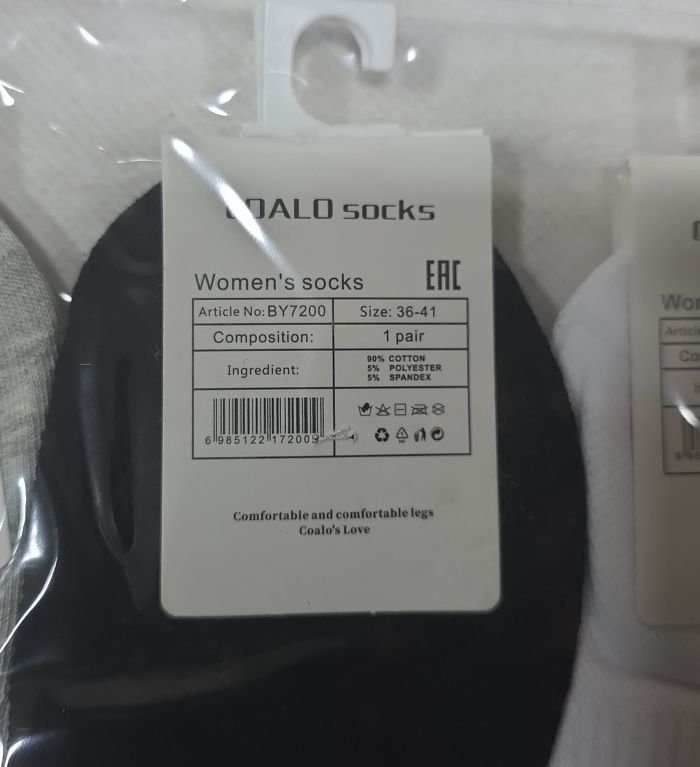 COALO socks
Women's socks EAC
Article No: BY7200 Size: 36-41
Composition: 1 pair
Ingredient: 90% COTTON
5% POLYESTER
5% SPANDEX
6 985122 172009
Comfortable and comfortable legs
Coalo's Love